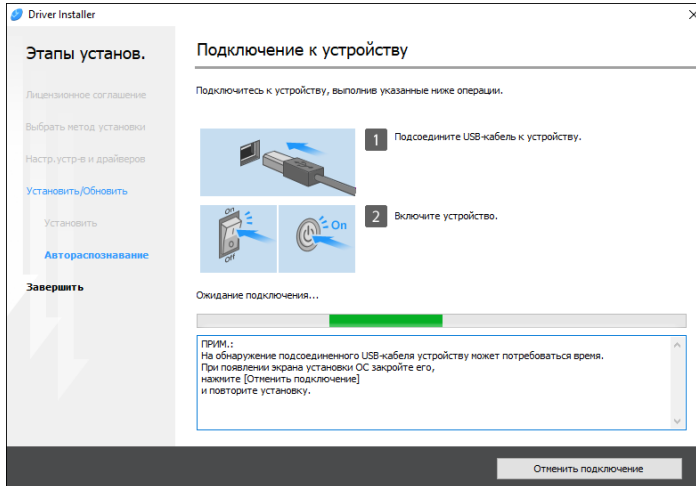 Driver Installer
Этапы установ.
Лицензионное соглашение
Выбрать метод установки
Настр.устр-в и драйверов
Установить/Обновить
Установить
Автораспознавание
Завершить
Подключение к устройству
Подключитесь к устройству, выполнив указанные ниже операции.
1 Подсоедините USB-кабель к устройству.
On
Off
On
2 Включите устройство.
Ожидание подключения...
ПРИМ.:
На обнаружение подсоединенного USB-кабеля устройству может потребоваться время.
При появлении экрана установки ОС закройте его,
нажмите [Отменить подключение]
и повторите установку.
Отменить подключение